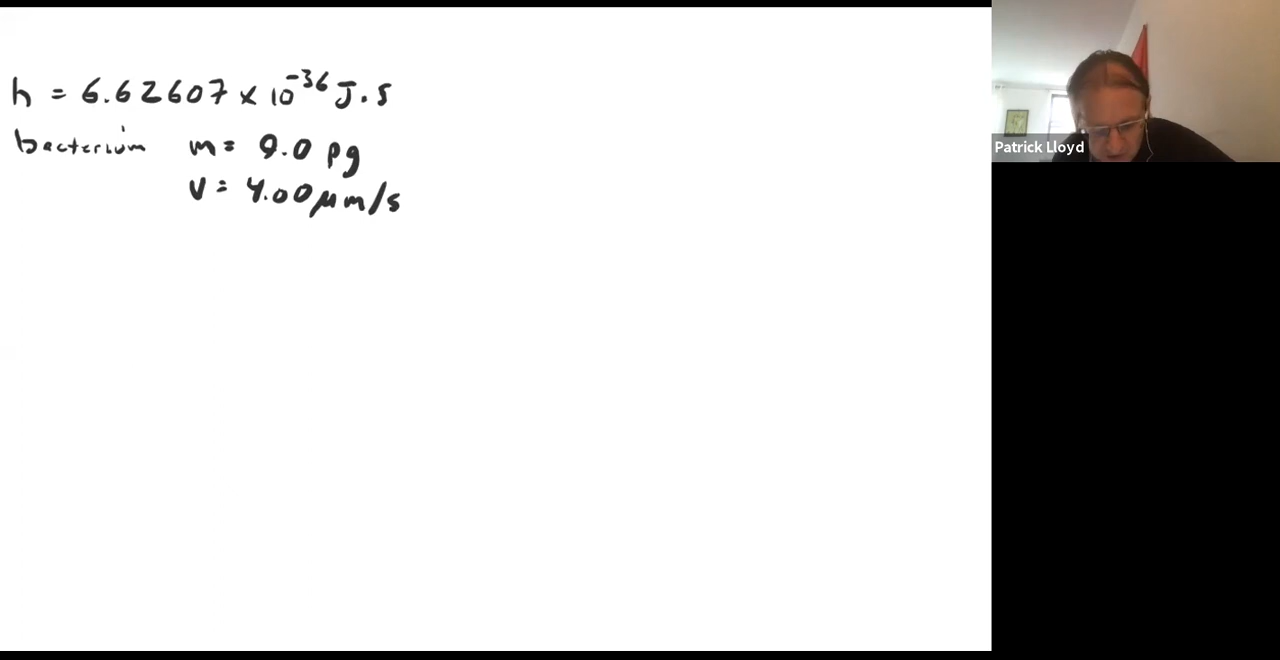 h = 6.62607 × 10⁻³⁶ J·s
bacterium m = 9.0 pg
v = 4.00 μm/s
Patrick Lloyd